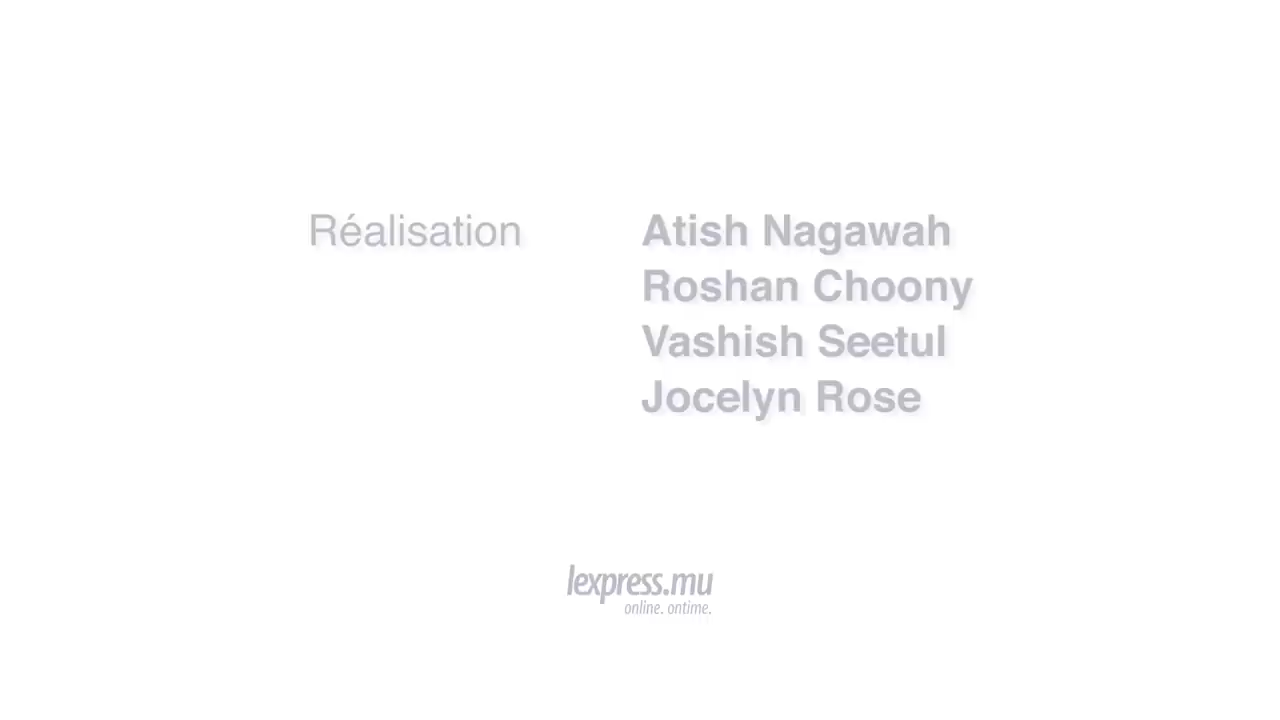 Réalisation Atish Nagawah
Roshan Choony
Vashish Seetul
Jocelyn Rose
lexpress.mu
online. ontime.